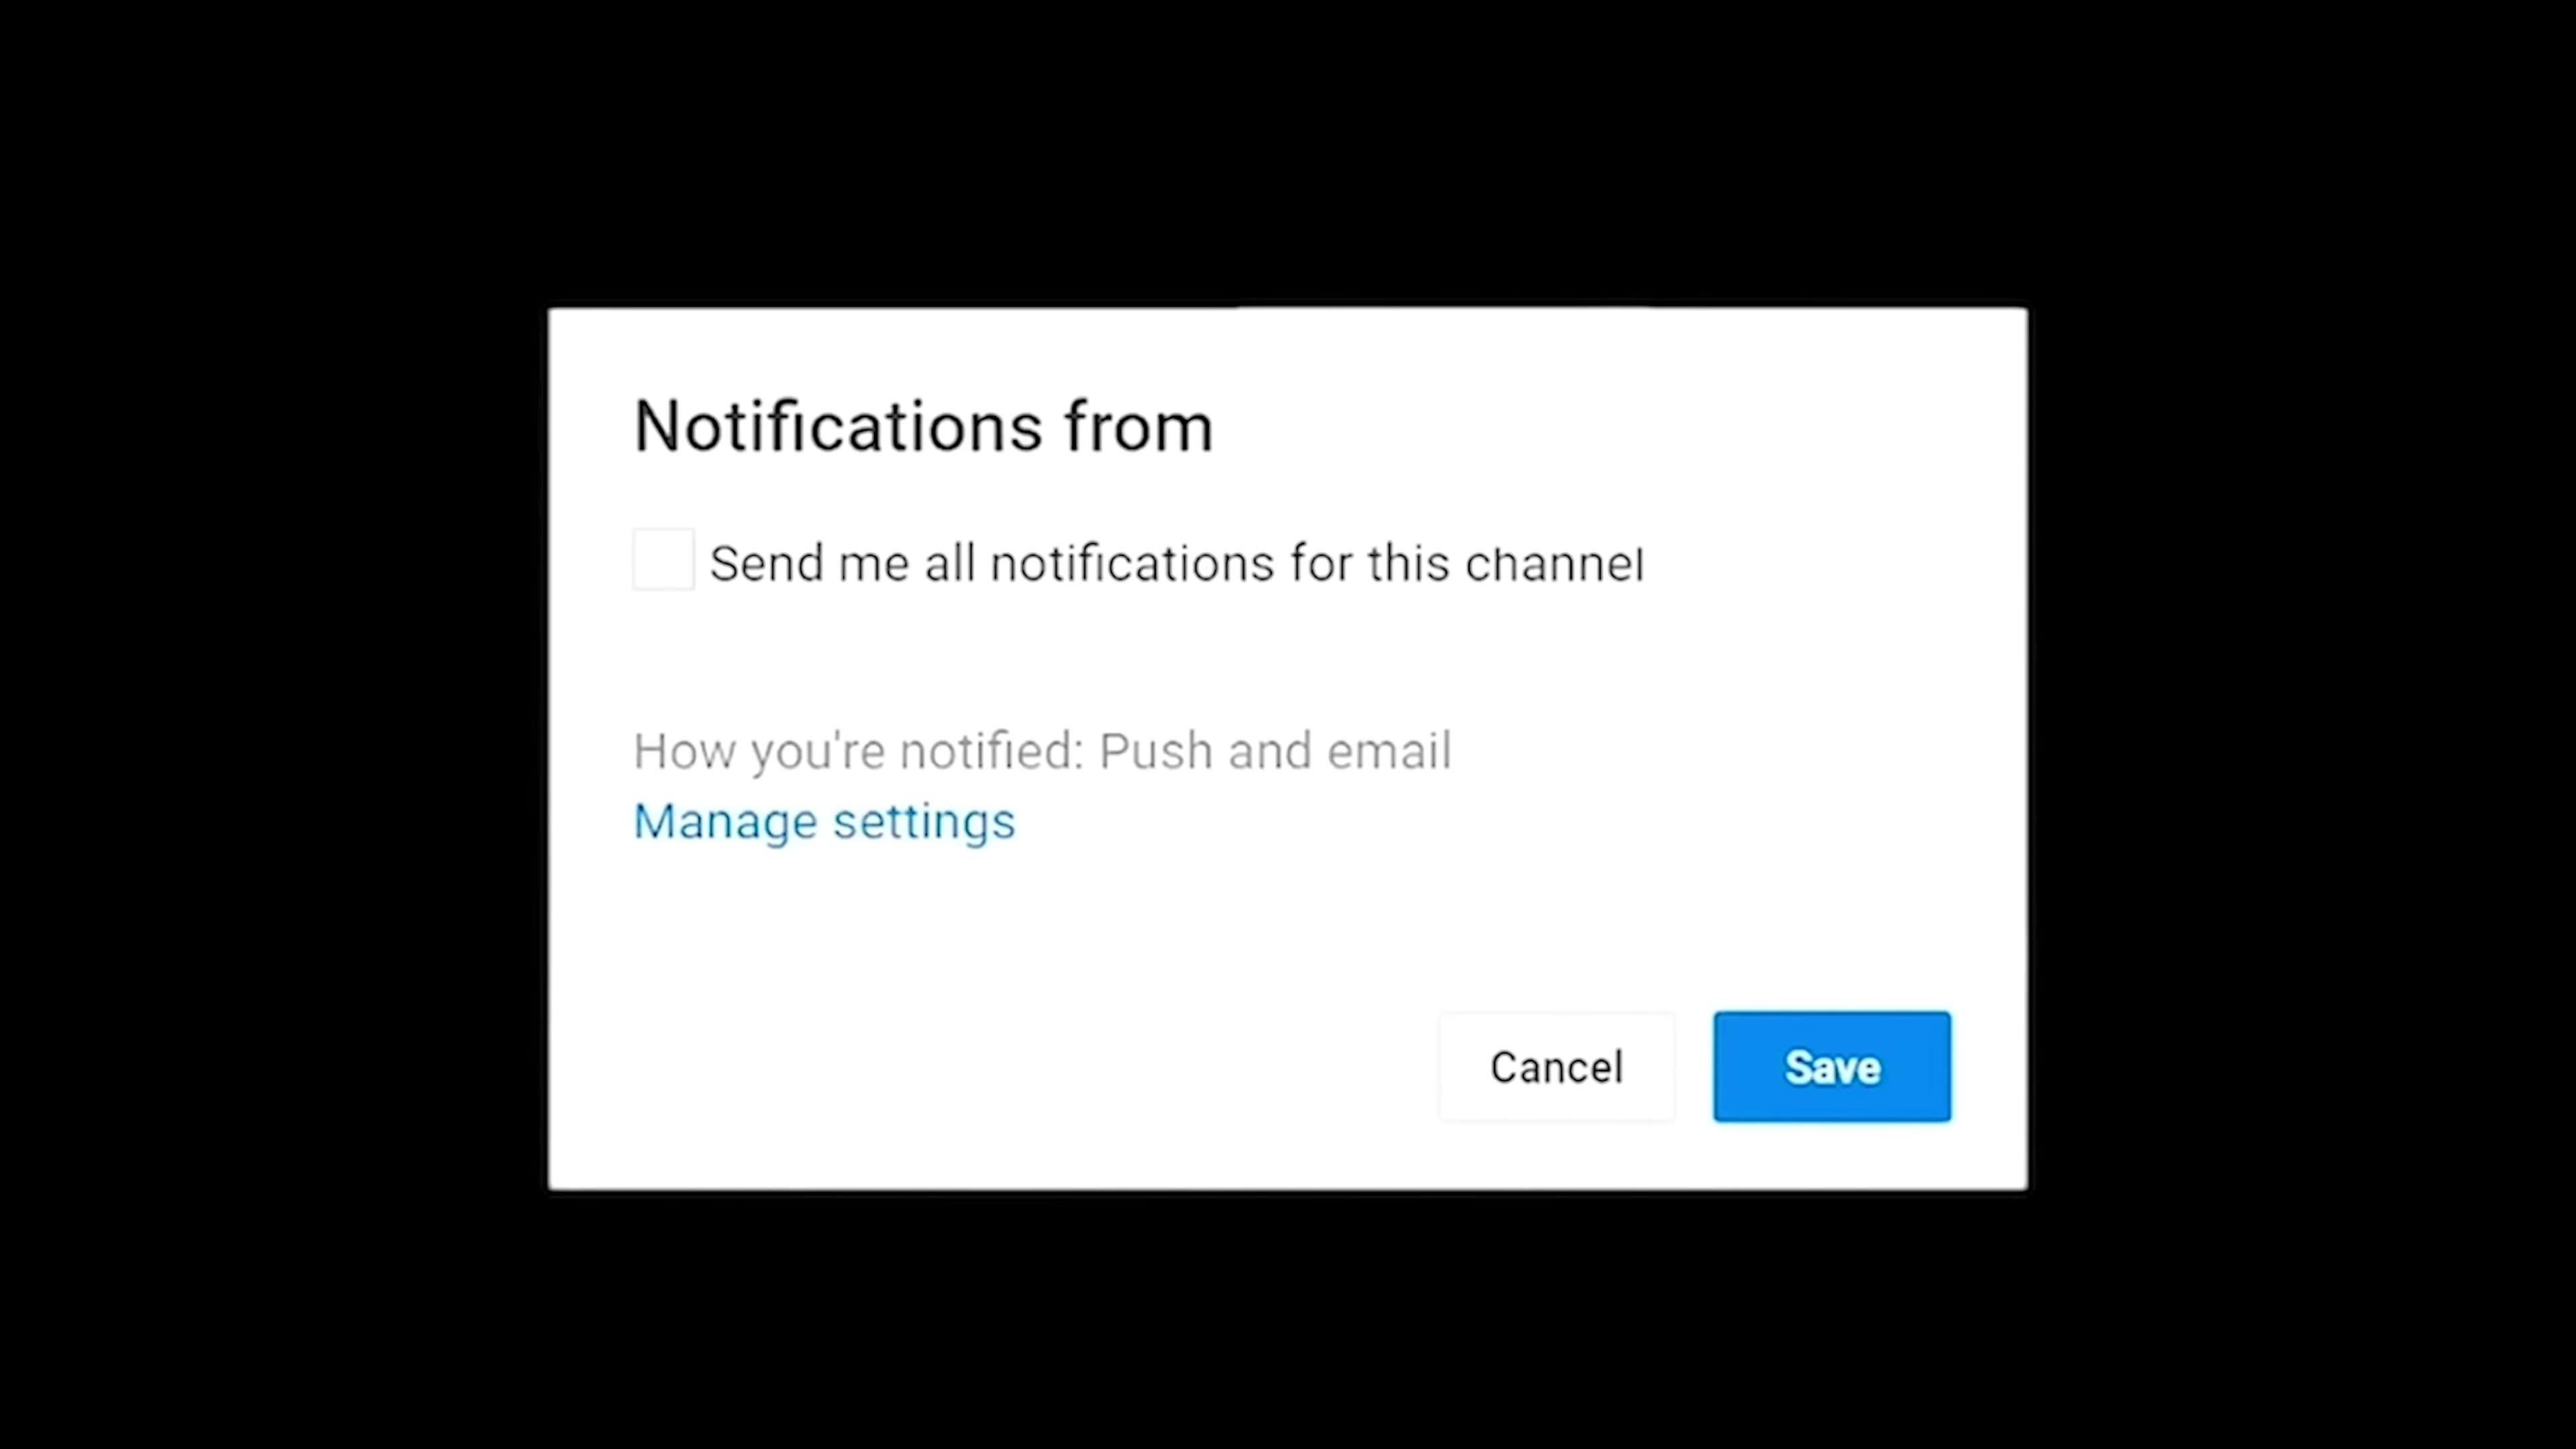 Notifications from
Send me all notifications for this channel
How you're notified: Push and email
Manage settings
Cancel
Save